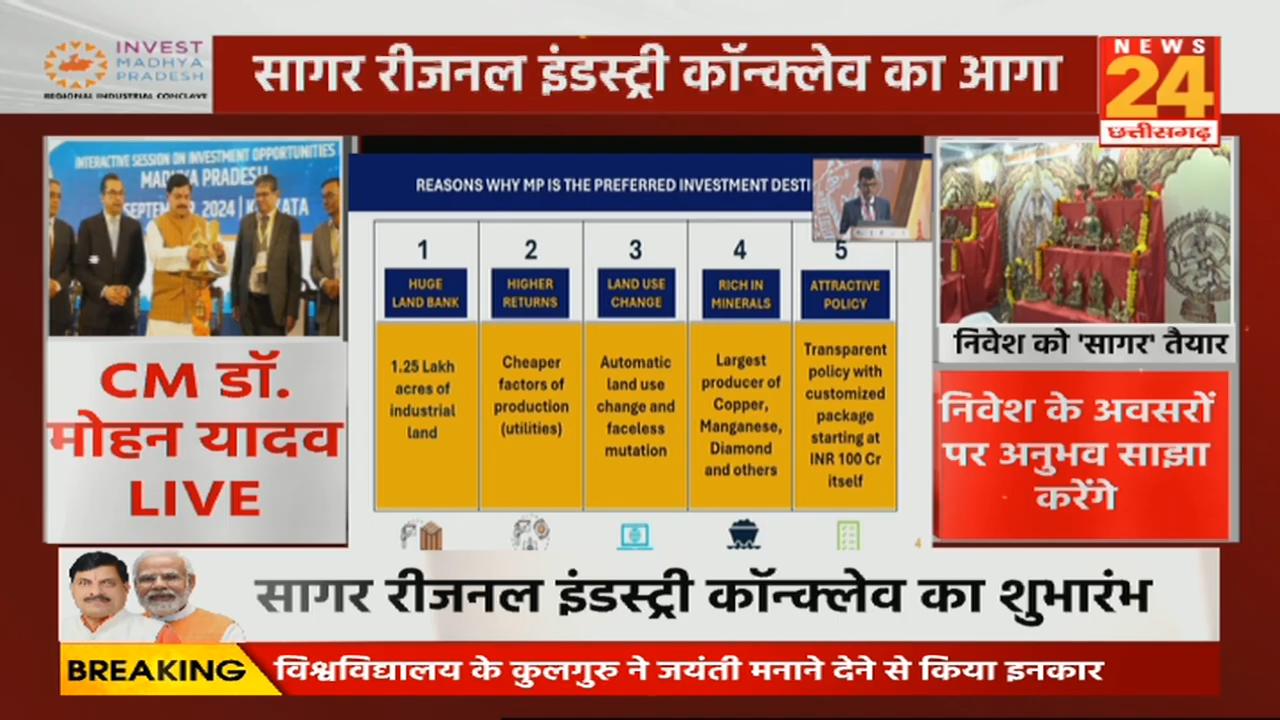 INVEST
MADHYA
PRADESH
REGIONAL INDUSTRIAL CONCLAVE
सागर रीजनल इंडस्ट्री कॉन्क्लेव का आगा
NEWS
24
छत्तीसगढ़
INTERACTIVE SESSION ON INVESTMENT OPPORTUNITIES
MADHYA PRADESH
2024
CM डॉ.
मोहन यादव
LIVE
REASONS WHY MP IS THE PREFERRED INVESTMENT DESTI
1
HUGE
LAND BANK
1.25 Lakh
acres of
industrial
land
2
HIGHER
RETURNS
Cheaper
factors of
production
(utilities)
3
LAND USE
CHANGE
Automatic
land use
change and
faceless
mutation
4
RICH IN
MINERALS
Largest
producer of
Copper,
Manganese,
Diamond
and others
5
ATTRACTIVE
POLICY
Transparent
policy with
customized
package
starting at
INR 100 Cr
itself
4
निवेश को 'सागर' तैयार
निवेश के अवसरों
पर अनुभव साझा
करेंगे
सागर रीजनल इंडस्ट्री कॉन्क्लेव का शुभारंभ
BREAKING
विश्वविद्यालय के कुलगुरु ने जयंती मनाने देने से किया इनकार